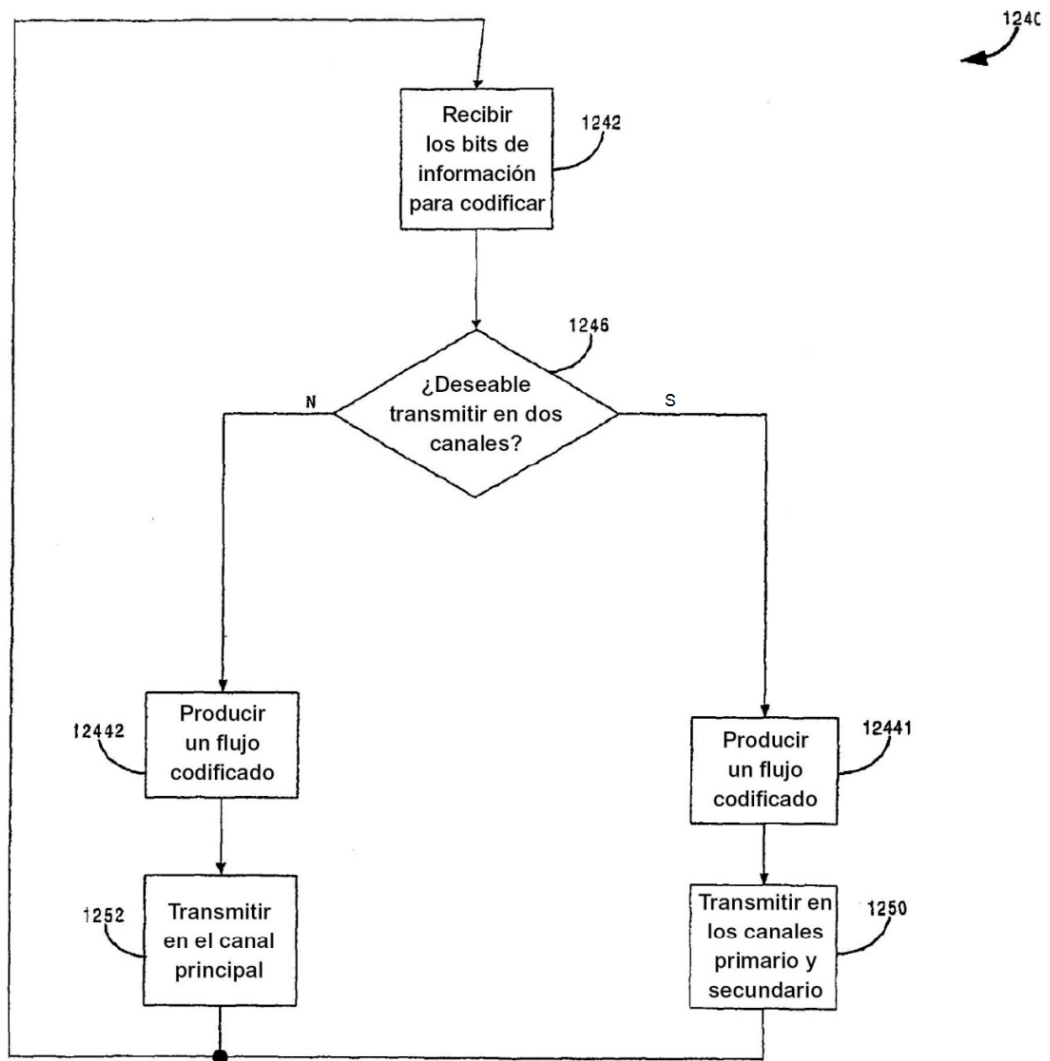 1240
Recibir
los bits de
información
para codificar
1242
1246
¿Deseable
transmitir en dos
canales?
N
S
12442
Producir
un flujo
codificado
Producir
un flujo
codificado
12441
1252
Transmitir
en el canal
principal
Transmitir en
los canales
primario y
secundario
1250